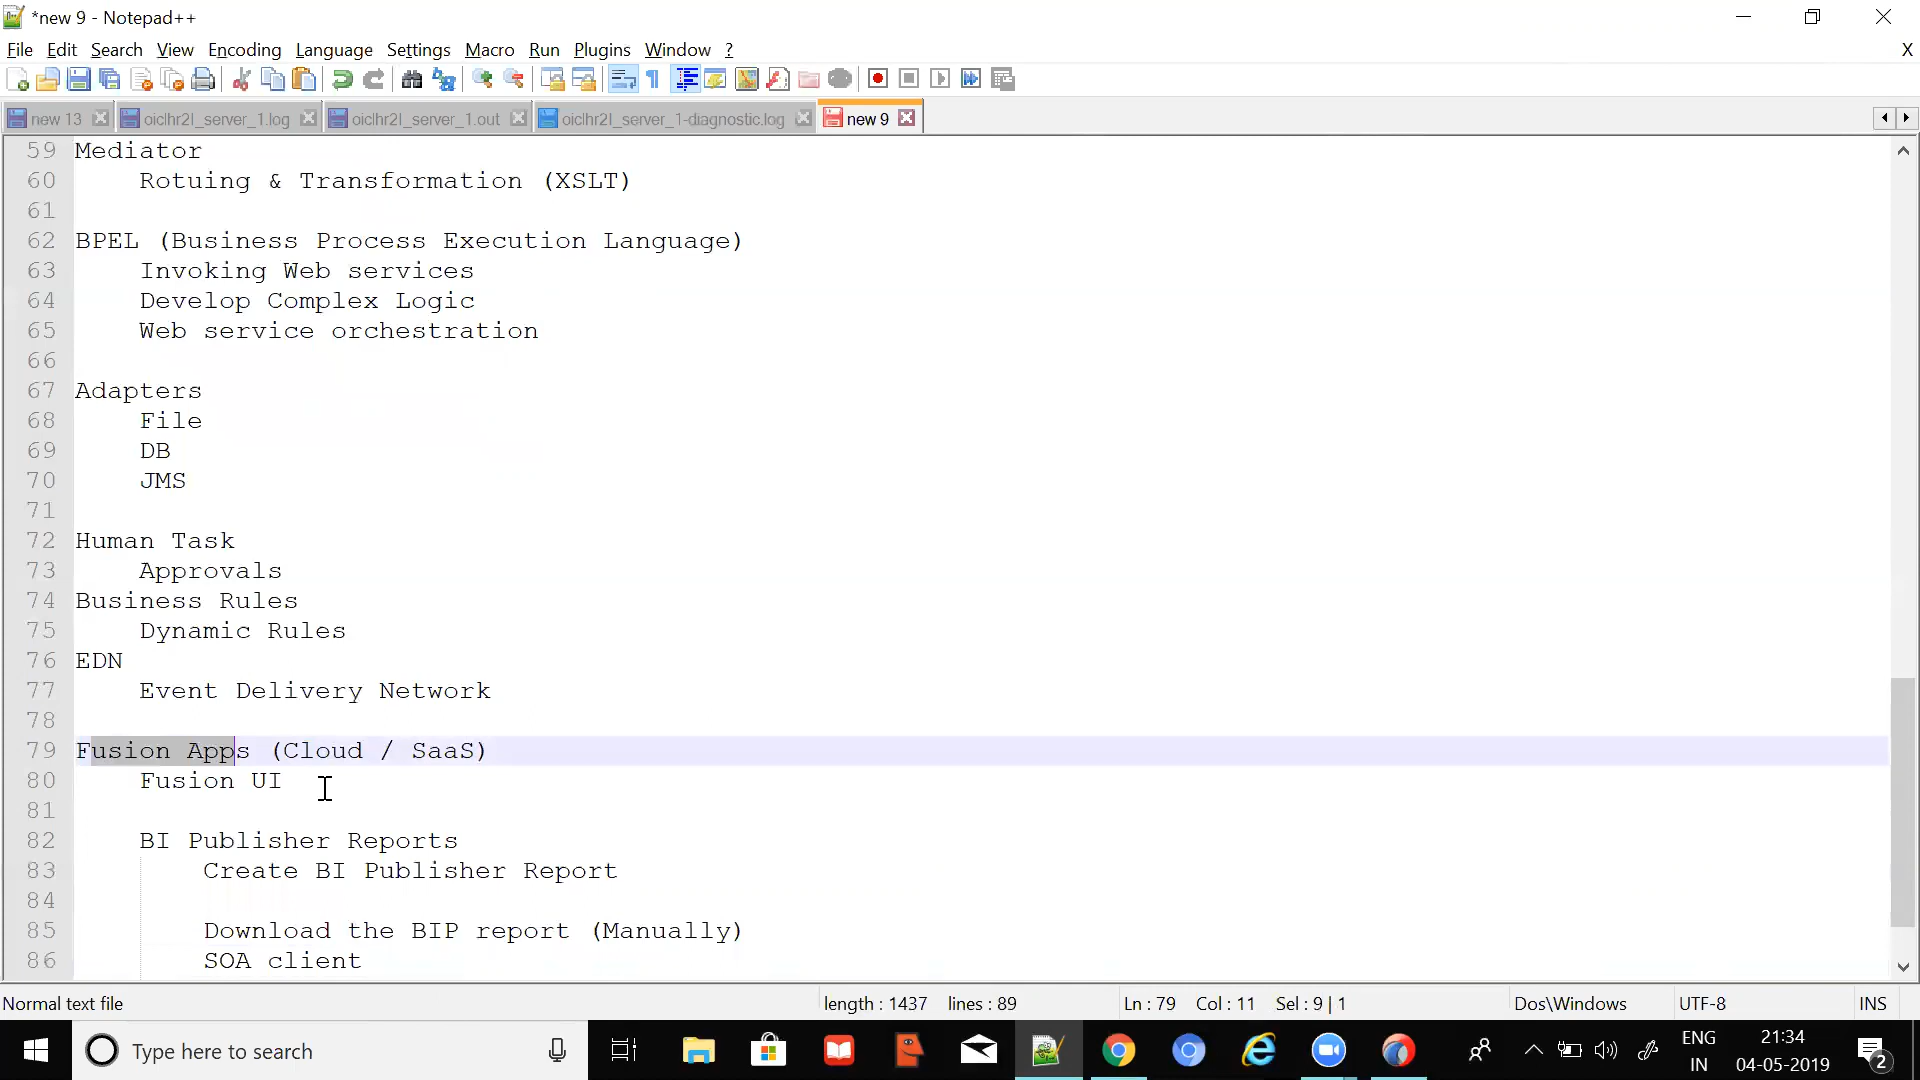 *new 9 - Notepad++
File Edit Search View Encoding Language Settings Macro Run Plugins Window ? X
new 13 oiclhr2l_server_1.log oiclhr2l_server_1.out oiclhr2l_server_1-diagnostic.log new 9
59 Mediator
60 Rotuing & Transformation (XSLT)
61
62 BPEL (Business Process Execution Language)
63 Invoking Web services
64 Develop Complex Logic
65 Web service orchestration
66
67 Adapters
68 File
69 DB
70 JMS
71
72 Human Task
73 Approvals
74 Business Rules
75 Dynamic Rules
76 EDN
77 Event Delivery Network
78
79 Fusion Apps (Cloud / SaaS)
80 Fusion UI
81
82 BI Publisher Reports
83 Create BI Publisher Report
84
85 Download the BIP report (Manually)
86 SOA client
Normal text file length : 1437 lines : 89 Ln : 79 Col : 11 Sel : 9 | 1 Dos\Windows UTF-8 INS
Type here to search
ENG
IN
21:34
04-05-2019
2